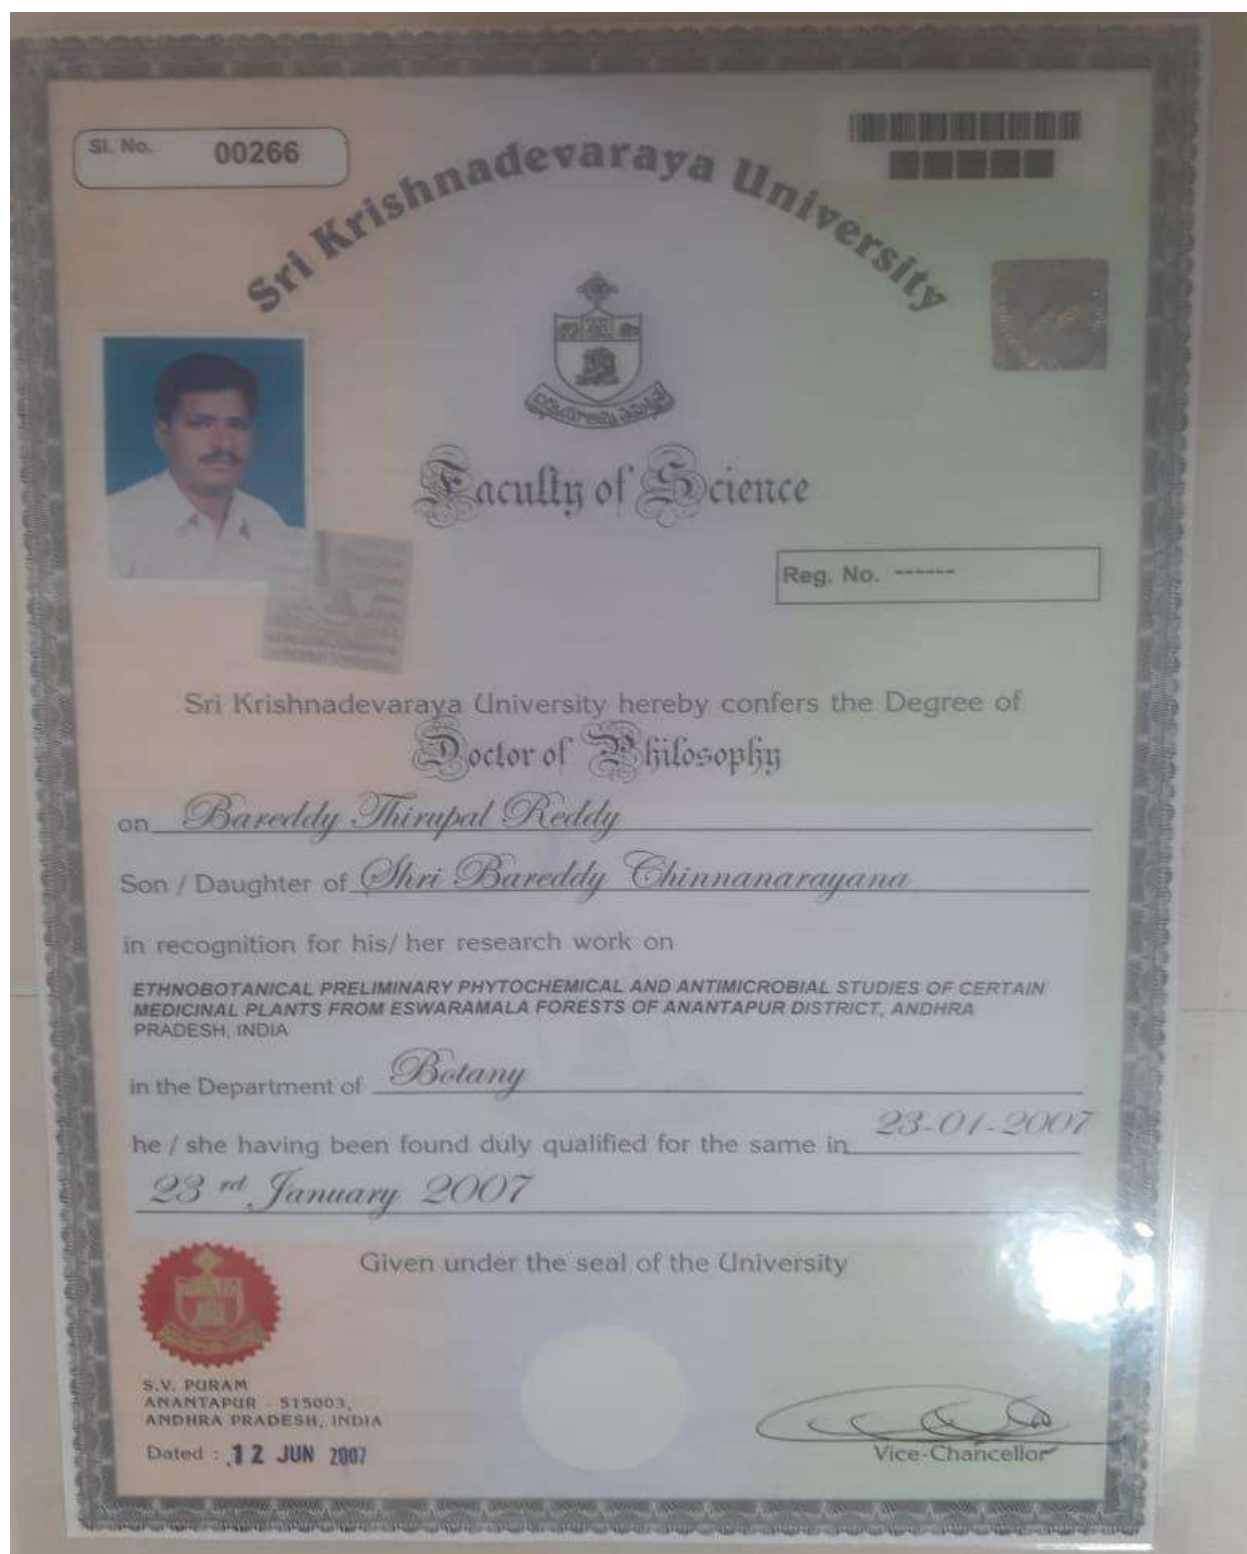 Sl. No. 00266
Sri Krishnadevaraya University
Faculty of Science
Reg. No. ------
Sri Krishnadevaraya University hereby confers the Degree of
Doctor of Philosophy
on Bareddy Thirupal Reddy
Son / Daughter of Shri Bareddy Chinnanarayana
in recognition for his/ her research work on
ETHNOBOTANICAL PRELIMINARY PHYTOCHEMICAL AND ANTIMICROBIAL STUDIES OF CERTAIN
MEDICINAL PLANTS FROM ESWARAMALA FORESTS OF ANANTAPUR DISTRICT, ANDHRA
PRADESH, INDIA
in the Department of Botany
he / she having been found duly qualified for the same in 23-01-2007
23 rd January 2007
Given under the seal of the University
S.V. PURAM
ANANTAPUR - 515003,
ANDHRA PRADESH, INDIA
Dated : 12 JUN 2007
Vice-Chancellor